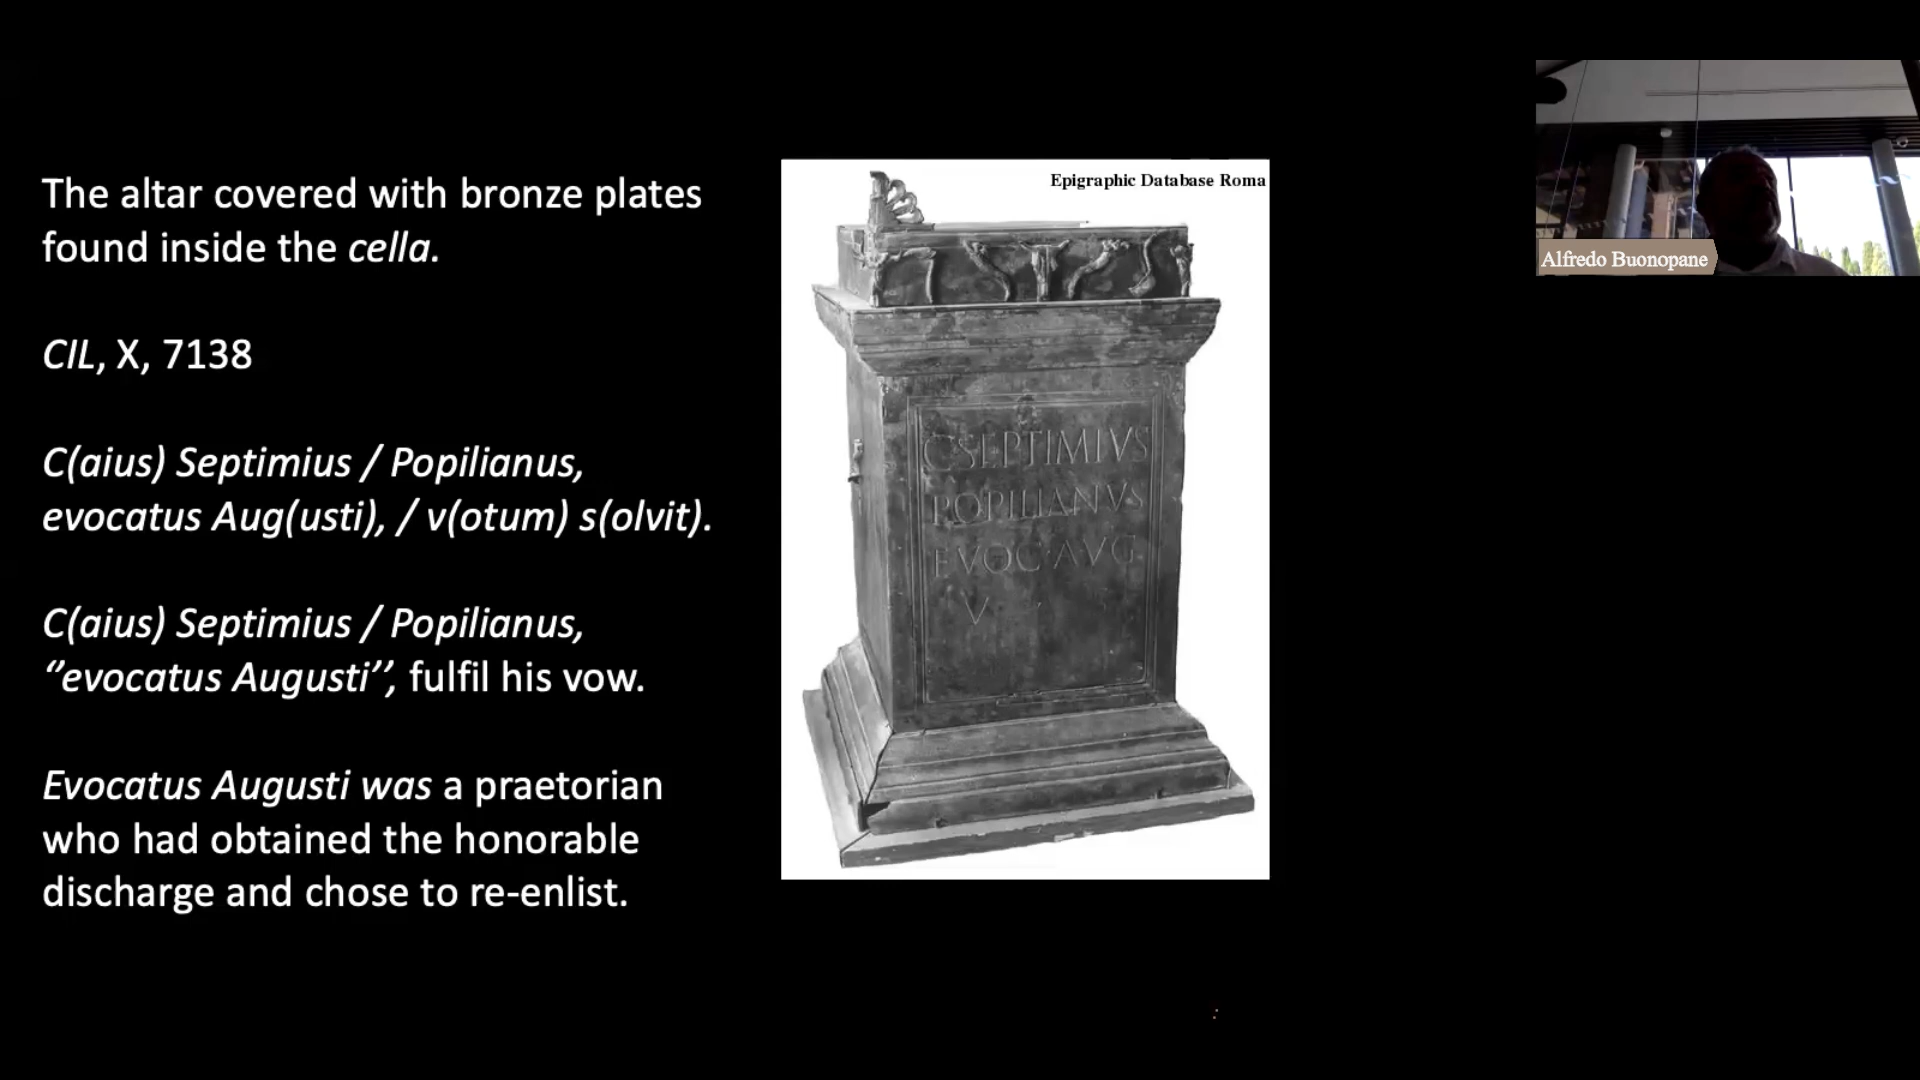 The altar covered with bronze plates
found inside the cella.
CIL, X, 7138
C(aius) Septimius / Popilianus,
evocatus Aug(usti), / v(otum) s(olvit).
C(aius) Septimius / Popilianus,
‘’evocatus Augusti’’, fulfil his vow.
Evocatus Augusti was a praetorian
who had obtained the honorable
discharge and chose to re-enlist.
Epigraphic Database Roma
C SEPTIMIVS
POPILIANVS
EVOC·AVG
V
Alfredo Buonopane